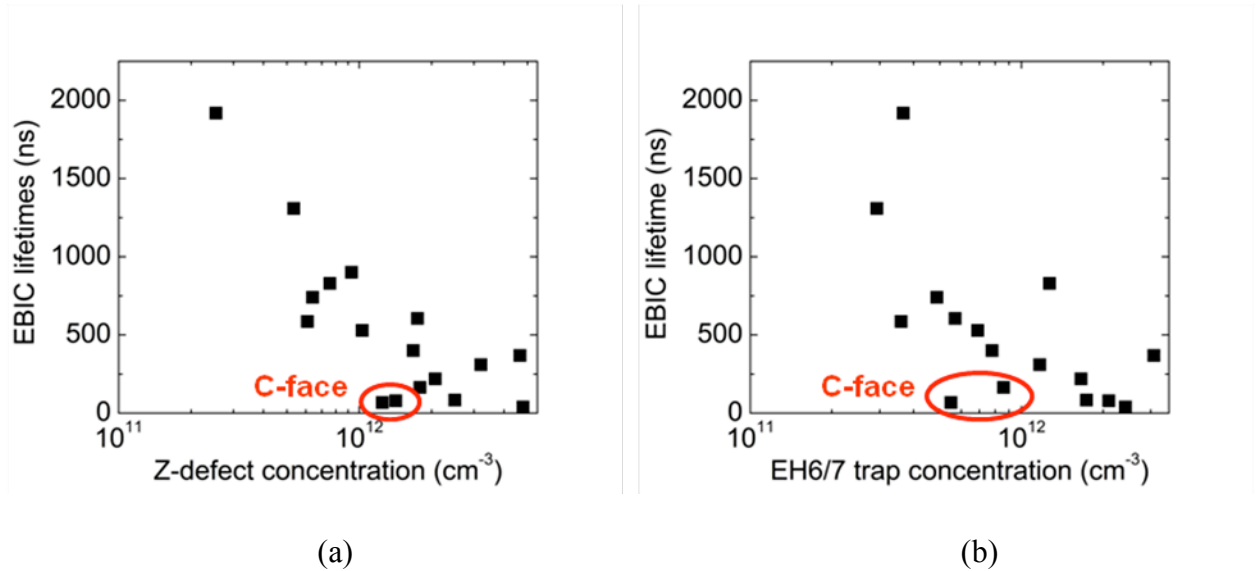 EBIC lifetimes (ns)
2000
1500
1000
500
0
C-face
10^11
10^12
Z-defect concentration (cm^-3)
(a)
EBIC lifetime (ns)
2000
1500
1000
500
0
C-face
10^11
10^12
EH6/7 trap concentration (cm^-3)
(b)